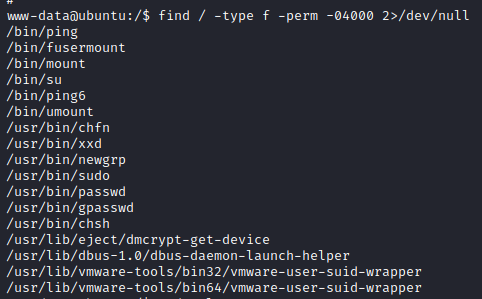 #
www-data@ubuntu:/$ find / -type f -perm -04000 2>/dev/null
/bin/ping
/bin/fusermount
/bin/mount
/bin/su
/bin/ping6
/bin/umount
/usr/bin/chfn
/usr/bin/xxd
/usr/bin/newgrp
/usr/bin/sudo
/usr/bin/passwd
/usr/bin/gpasswd
/usr/bin/chsh
/usr/lib/eject/dmcrypt-get-device
/usr/lib/dbus-1.0/dbus-daemon-launch-helper
/usr/lib/vmware-tools/bin32/vmware-user-suid-wrapper
/usr/lib/vmware-tools/bin64/vmware-user-suid-wrapper